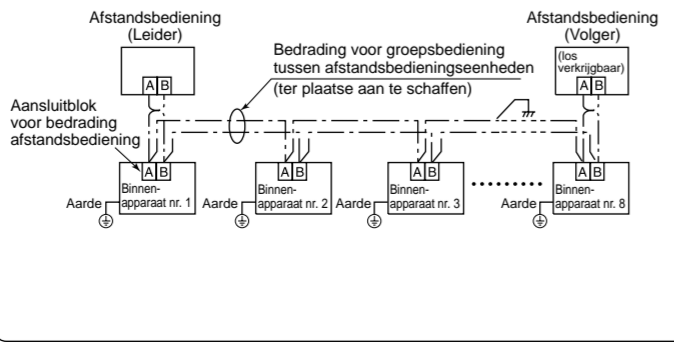 Afstandsbediening
(Leider)
Afstandsbediening
(Volger)
Bedrading voor groepsbediening
tussen afstandsbedieningseenheden
(ter plaatse aan te schaffen)
(los
verkrijgbaar)
A B
A B
Aansluitblok
voor bedrading
afstandsbediening
A B
A B
A B
A B
Binnen-
apparaat nr. 1
Binnen-
apparaat nr. 2
Binnen-
apparaat nr. 3
Binnen-
apparaat nr. 8
Aarde
Aarde
Aarde
Aarde